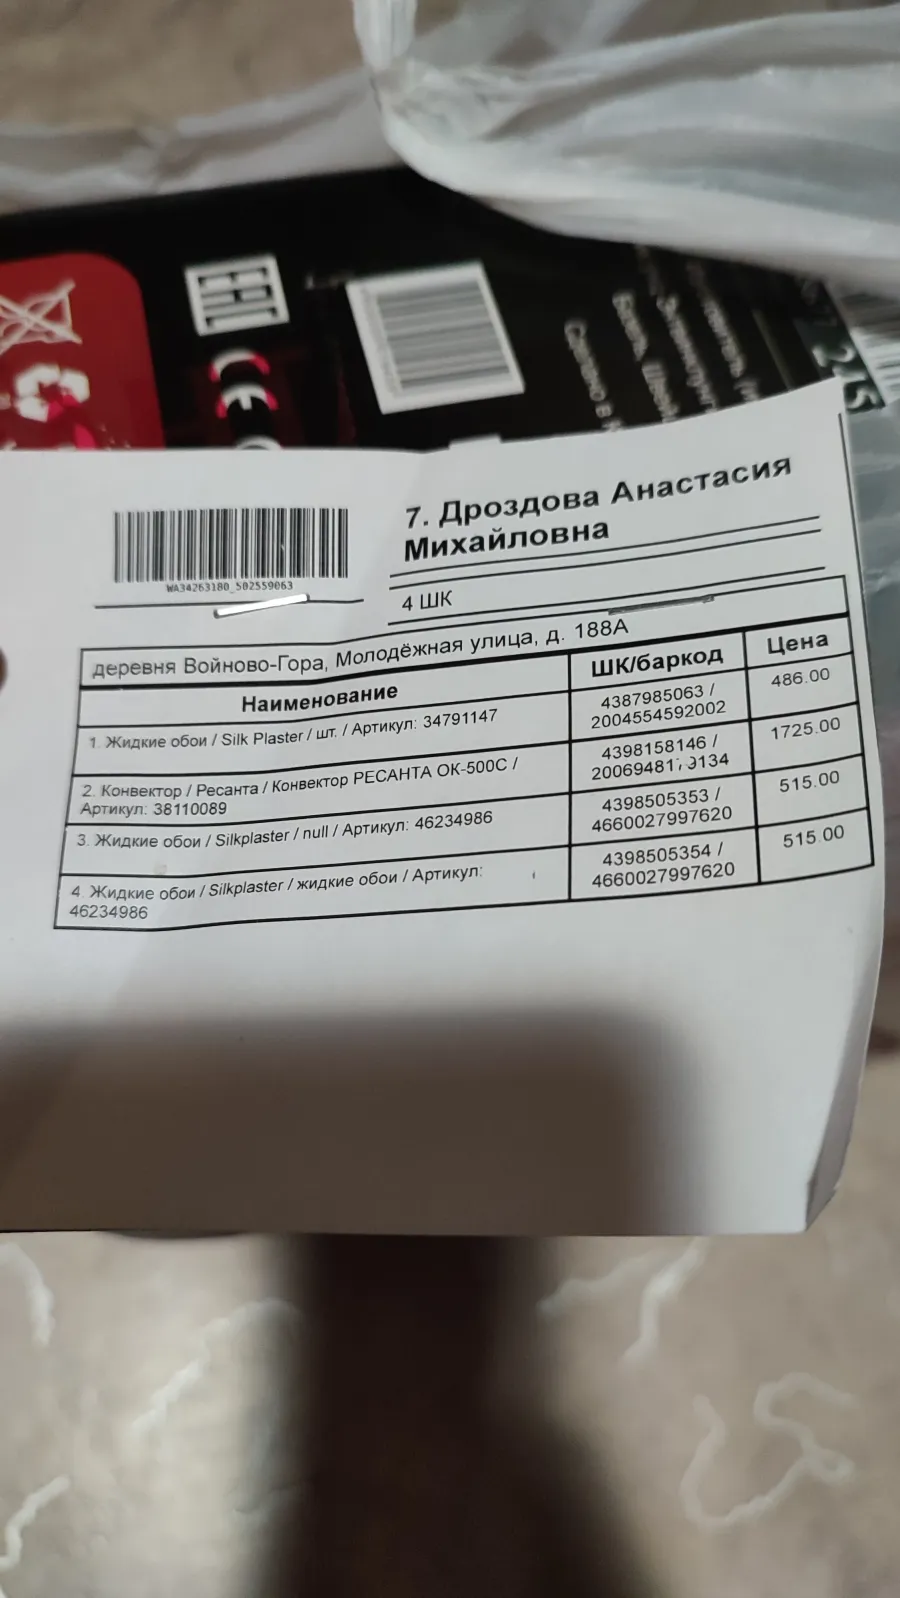 EAC
7. Дроздова Анастасия
Михайловна
WA34263180_502559063
4 ШК
деревня Войново-Гора, Молодёжная улица, д. 188А
Наименование
ШК/баркод
Цена
1. Жидкие обои / Silk Plaster / шт. / Артикул: 34791147
4387985063 /
2004554592002
486.00
2. Конвектор / Ресанта / Конвектор РЕСАНТА ОК-500С /
Артикул: 38110089
4398158146 /
1725.00
3. Жидкие обои / Silkplaster / null / Артикул: 46234986
4398505353 /
4660027997620
515.00
4. Жидкие обои / Silkplaster / жидкие обои / Артикул:
46234986
4398505354 /
4660027997620
515.00